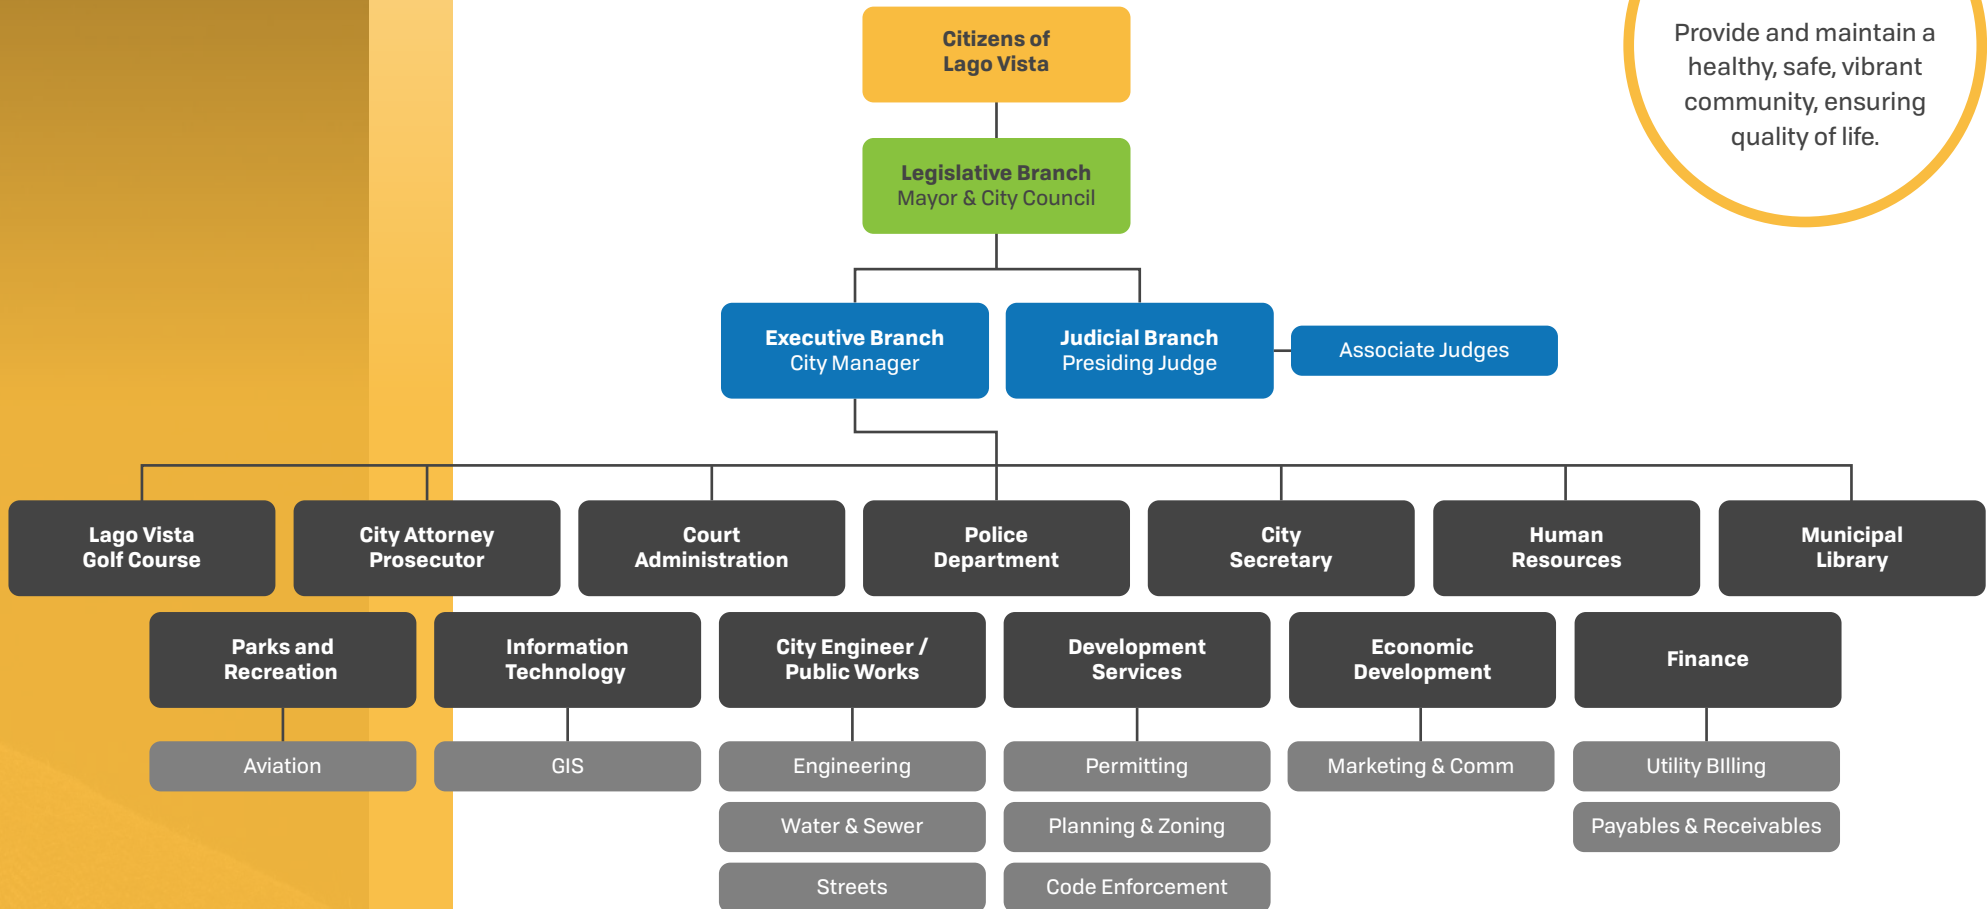 Citizens of
Lago Vista
Provide and maintain a
healthy, safe, vibrant
community, ensuring
quality of life.
Legislative Branch
Mayor & City Council
Executive Branch
City Manager
Judicial Branch
Presiding Judge
Associate Judges
Lago Vista
Golf Course
City Attorney
Prosecutor
Court
Administration
Police
Department
City
Secretary
Human
Resources
Municipal
Library
Parks and
Recreation
Information
Technology
City Engineer /
Public Works
Development
Services
Economic
Development
Finance
Aviation
GIS
Engineering
Permitting
Marketing & Comm
Utility BIlling
Water & Sewer
Planning & Zoning
Payables & Receivables
Streets
Code Enforcement